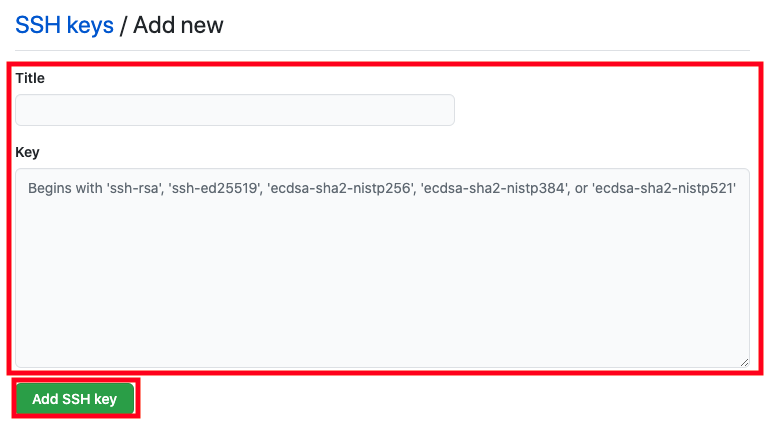 SSH keys / Add new
Title
Key
Begins with 'ssh-rsa', 'ssh-ed25519', 'ecdsa-sha2-nistp256', 'ecdsa-sha2-nistp384', or 'ecdsa-sha2-nistp521'
Add SSH key